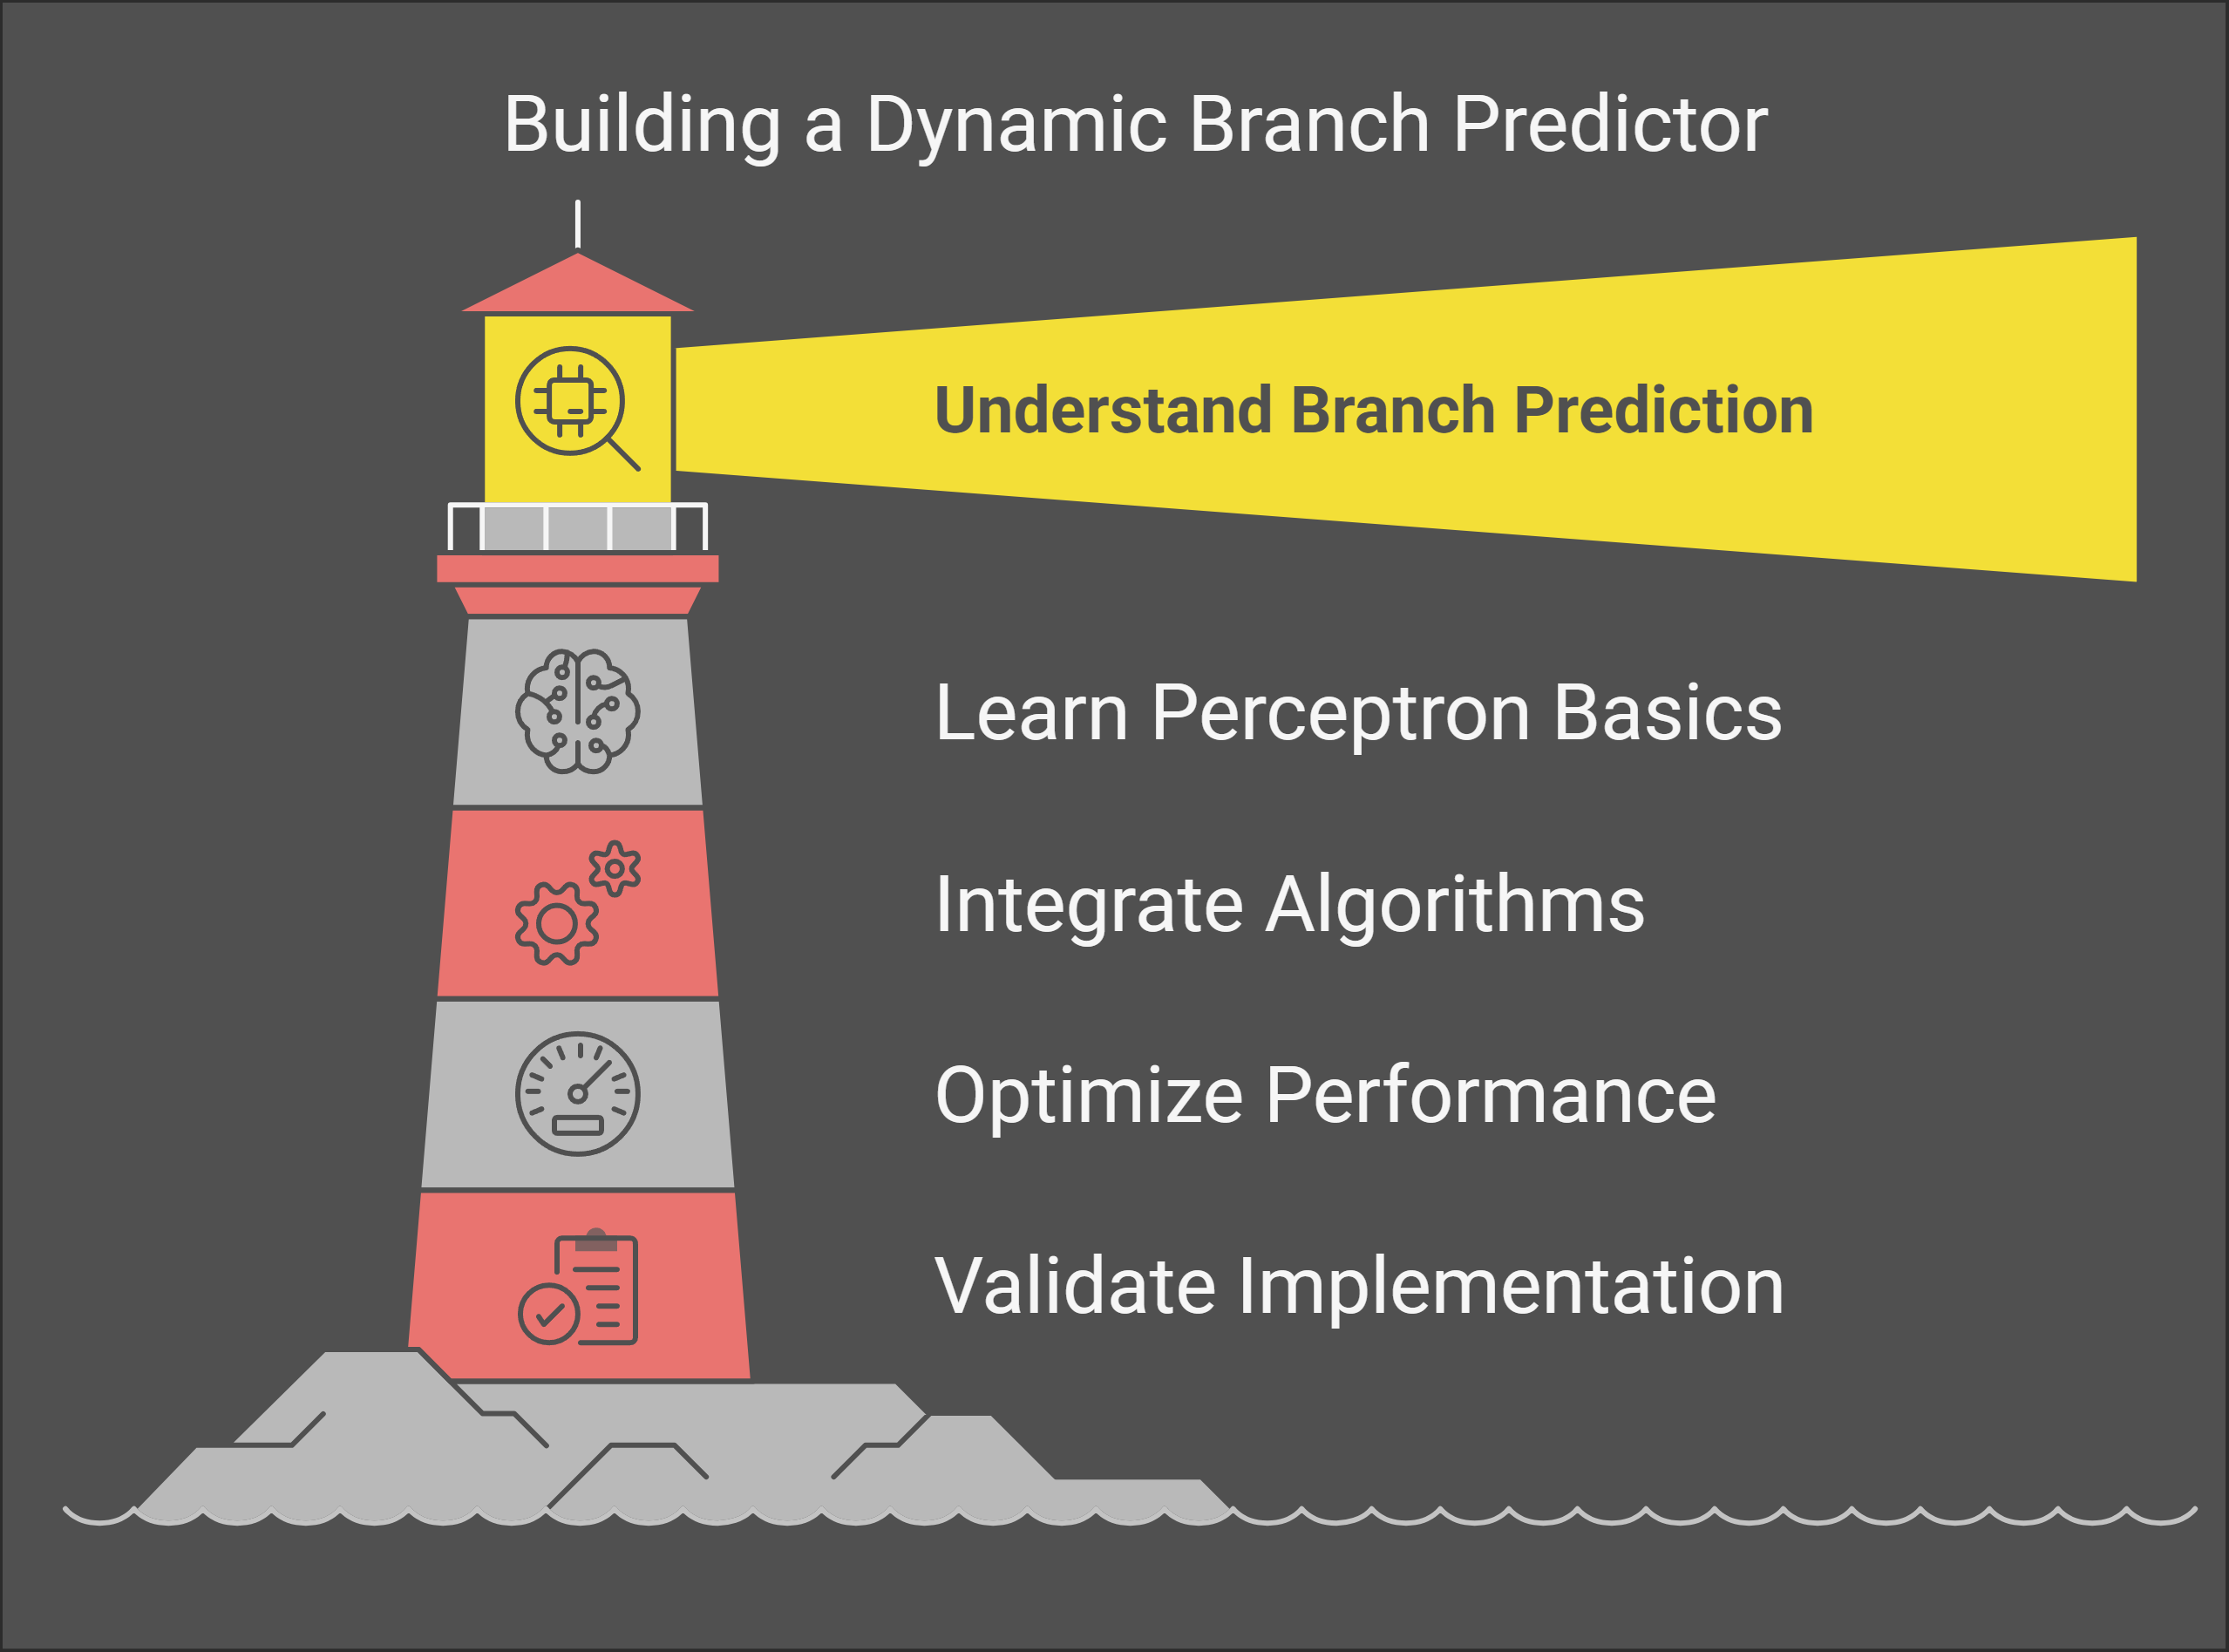 Building a Dynamic Branch Predictor
Understand Branch Prediction
Learn Perceptron Basics
Integrate Algorithms
Optimize Performance
Validate Implementation